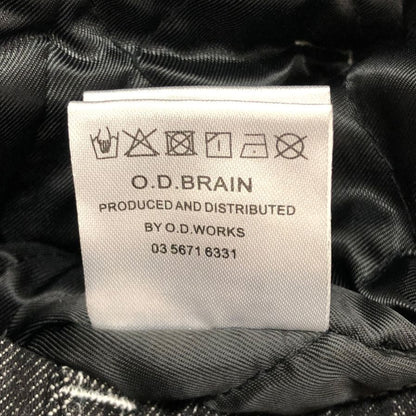 O.D.BRAIN
PRODUCED AND DISTRIBUTED
BY O.D.WORKS
03 5671 6331